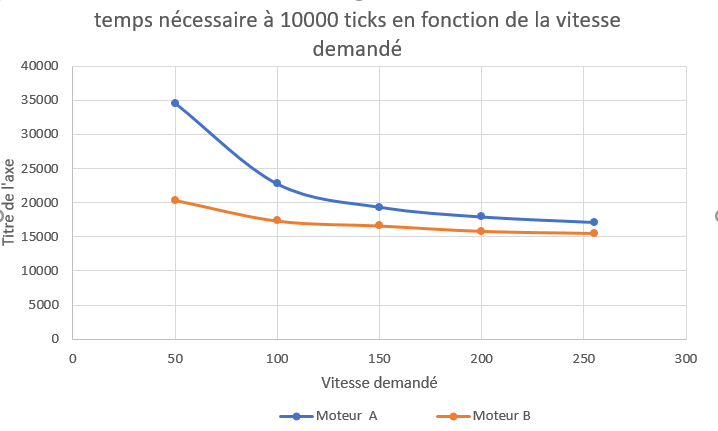 temps nécessaire à 10000 ticks en fonction de la vitesse
demandé
40000
35000
30000
25000
20000
15000
10000
5000
0
Titre de l'axe
0 50 100 150 200 250 300
Vitesse demandé
Moteur A Moteur B